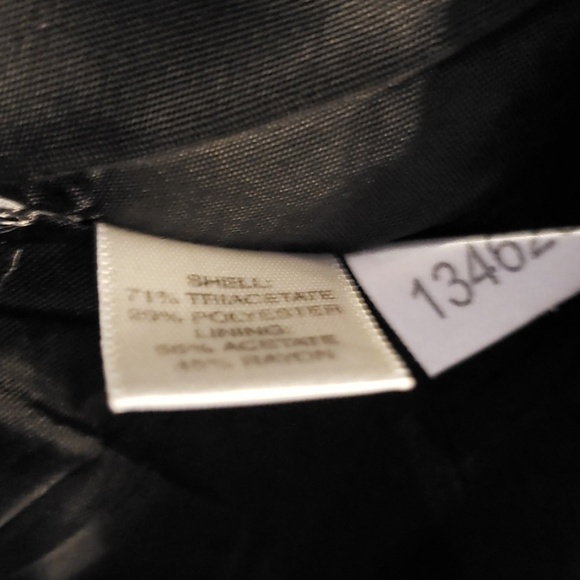 SHELL:
71% TRIACETATE
29% POLYESTER
LINING:
ACETATE
RAYON
13462